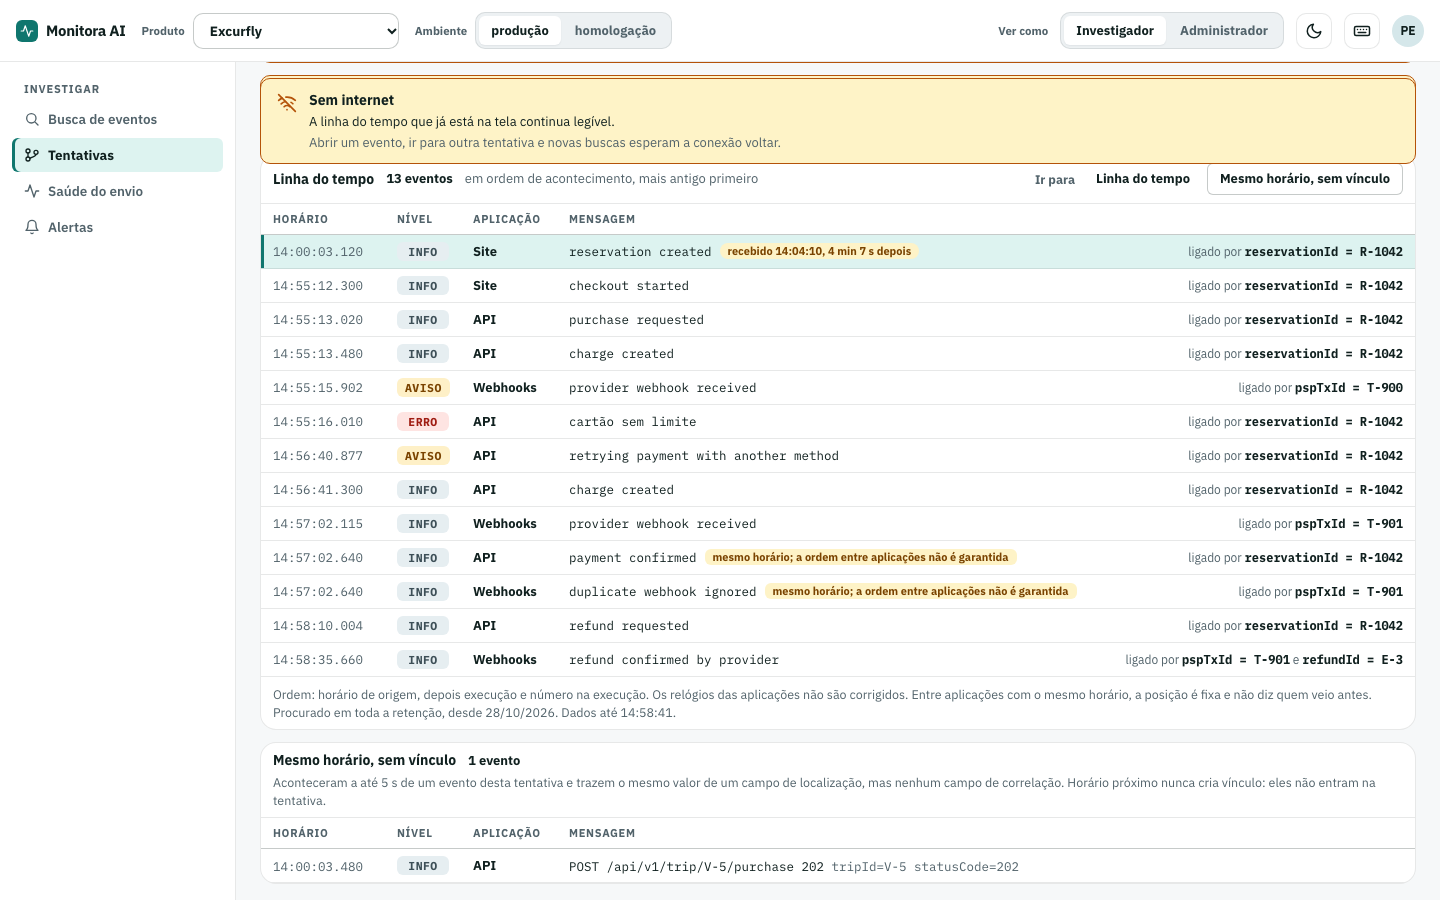 Monitora AI Produto Excurfly Ambiente produção homologação Ver como Investigador Administrador PE
INVESTIGAR
Busca de eventos
Tentativas
Saúde do envio
Alertas
Sem internet
A linha do tempo que já está na tela continua legível.
Abrir um evento, ir para outra tentativa e novas buscas esperam a conexão voltar.
Linha do tempo 13 eventos em ordem de acontecimento, mais antigo primeiro Ir para Linha do tempo Mesmo horário, sem vínculo
HORÁRIO NÍVEL APLICAÇÃO MENSAGEM
14:00:03.120 INFO Site reservation created recebido 14:04:10, 4 min 7 s depois ligado por reservationId = R-1042
14:55:12.300 INFO Site checkout started ligado por reservationId = R-1042
14:55:13.020 INFO API purchase requested ligado por reservationId = R-1042
14:55:13.480 INFO API charge created ligado por reservationId = R-1042
14:55:15.902 AVISO Webhooks provider webhook received ligado por pspTxId = T-900
14:55:16.010 ERRO API cartão sem limite ligado por reservationId = R-1042
14:56:40.877 AVISO API retrying payment with another method ligado por reservationId = R-1042
14:56:41.300 INFO API charge created ligado por reservationId = R-1042
14:57:02.115 INFO Webhooks provider webhook received ligado por pspTxId = T-901
14:57:02.640 INFO API payment confirmed mesmo horário; a ordem entre aplicações não é garantida ligado por reservationId = R-1042
14:57:02.640 INFO Webhooks duplicate webhook ignored mesmo horário; a ordem entre aplicações não é garantida ligado por pspTxId = T-901
14:58:10.004 INFO API refund requested ligado por reservationId = R-1042
14:58:35.660 INFO Webhooks refund confirmed by provider ligado por pspTxId = T-901 e refundId = E-3
Ordem: horário de origem, depois execução e número na execução. Os relógios das aplicações não são corrigidos. Entre aplicações com o mesmo horário, a posição é fixa e não diz quem veio antes.
Procurado em toda a retenção, desde 28/10/2026. Dados até 14:58:41.
Mesmo horário, sem vínculo 1 evento
Aconteceram a até 5 s de um evento desta tentativa e trazem o mesmo valor de um campo de localização, mas nenhum campo de correlação. Horário próximo nunca cria vínculo: eles não entram na
tentativa.
HORÁRIO NÍVEL APLICAÇÃO MENSAGEM
14:00:03.480 INFO API POST /api/v1/trip/V-5/purchase 202 tripId=V-5 statusCode=202